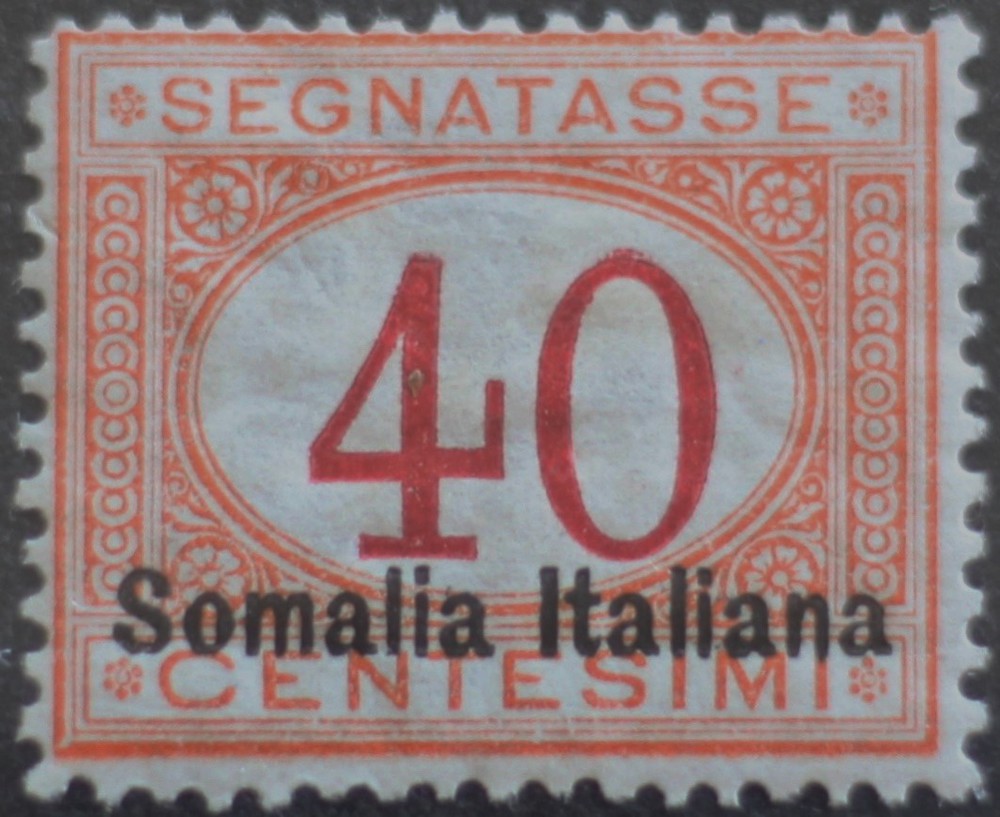 SEGNATASSE
40
Somalia Italiana
CENTESIMI